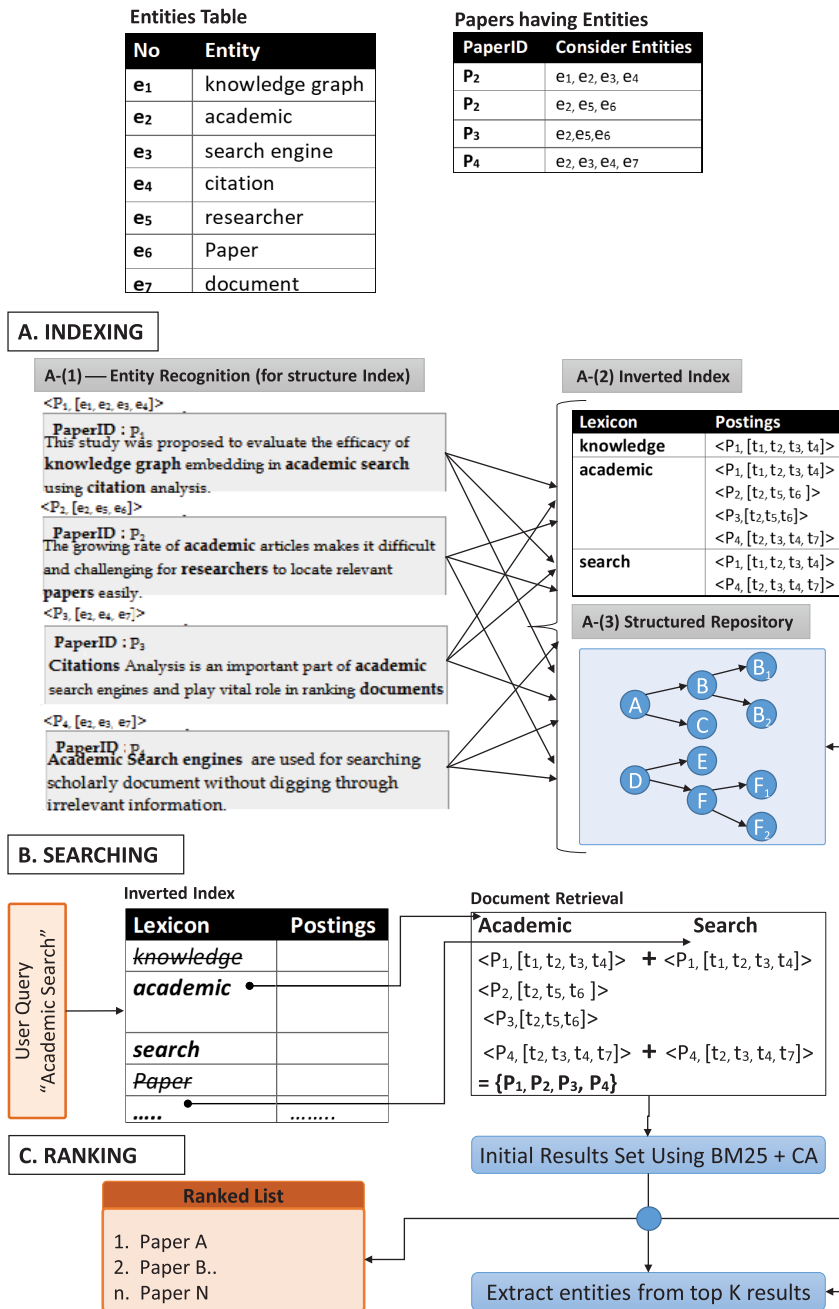 Entities Table
No Entity
e1 knowledge graph
e2 academic
e3 search engine
e4 citation
e5 researcher
e6 Paper
e7 document
Papers having Entities
PaperID Consider Entities
P2 e1, e2, e3, e4
P2 e2, e5, e6
P3 e2,e5,e6
P4 e2, e3, e4, e7
A. INDEXING
A-(1) — Entity Recognition (for structure Index)
<P1, [e1, e2, e3, e4]>
PaperID : P1
This study was proposed to evaluate the efficacy of
knowledge graph embedding in academic search
using citation analysis.
<P2, [e2, e5, e6]>
PaperID : P2
The growing rate of academic articles makes it difficult
and challenging for researchers to locate relevant
papers easily.
<P3, [e2, e4, e7]>
PaperID : P3
Citations Analysis is an important part of academic
search engines and play vital role in ranking documents
<P4, [e2, e3, e7]>
PaperID : P4
Academic Search engines are used for searching
scholarly document without digging through
irrelevant information.
A-(2) Inverted Index
Lexicon Postings
knowledge <P1, [t1, t2, t3, t4]>
academic <P1, [t1, t2, t3, t4]>
<P2, [t2, t5, t6 ]>
<P3,[t2,t5,t6]>
<P4, [t2, t3, t4, t7]>
search <P1, [t1, t2, t3, t4]>
<P4, [t2, t3, t4, t7]>
A-(3) Structured Repository
A B B1 B2 C
D E F F1 F2
B. SEARCHING
User Query
“Academic Search”
Inverted Index
Lexicon Postings
knowledge
academic
search
Paper
..... ........
Document Retrieval
Academic Search
<P1, [t1, t2, t3, t4]> + <P1, [t1, t2, t3, t4]>
<P2, [t2, t5, t6 ]>
<P3,[t2,t5,t6]>
<P4, [t2, t3, t4, t7]> + <P4, [t2, t3, t4, t7]>
= {P1, P2, P3, P4}
C. RANKING
Initial Results Set Using BM25 + CA
Ranked List
1. Paper A
2. Paper B..
n. Paper N
Extract entities from top K results